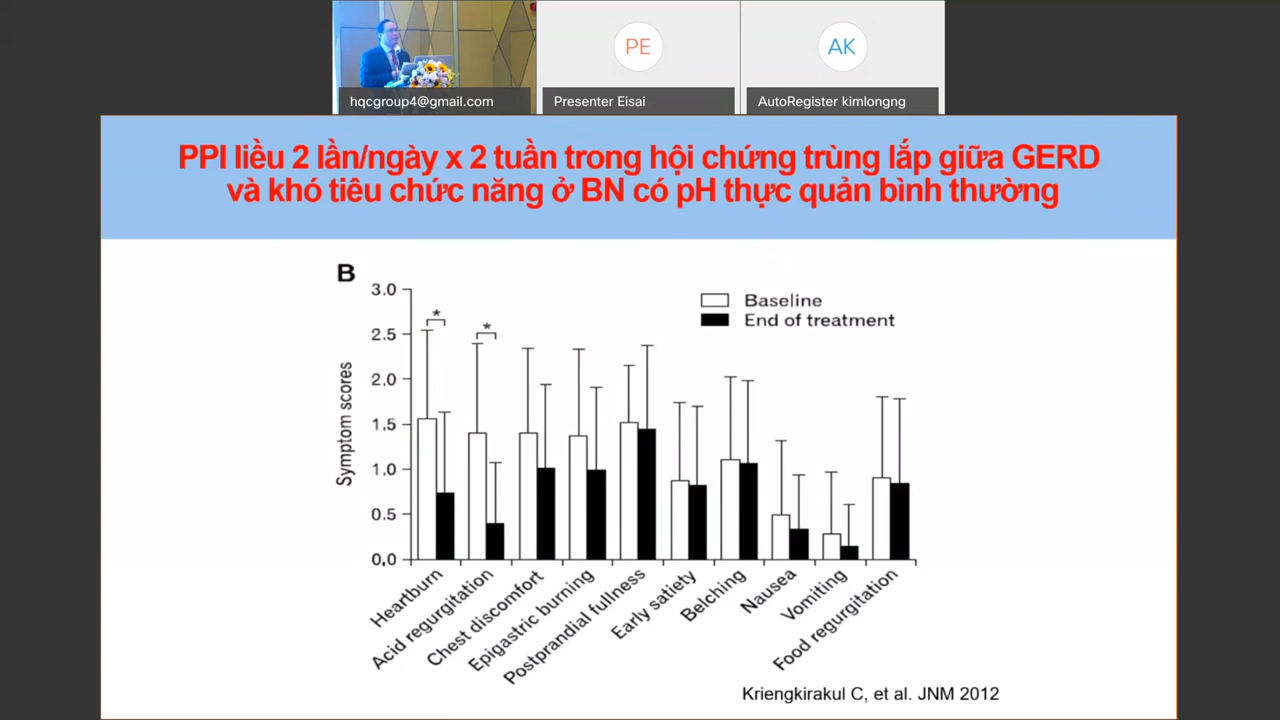 PE
AK
hqcgroup4@gmail.com
Presenter Eisai
AutoRegister kimlongng
PPI liều 2 lần/ngày x 2 tuần trong hội chứng trùng lắp giữa GERD
và khó tiêu chức năng ở BN có pH thực quản bình thường
B
3.0
2.5
2.0
1.5
1.0
0.5
0.0
Symptom scores
*
*
Baseline
End of treatment
Heartburn
Acid regurgitation
Chest discomfort
Epigastric burning
Postprandial fullness
Early satiety
Belching
Nausea
Vomiting
Food regurgitation
Kriengkirakul C, et al. JNM 2012